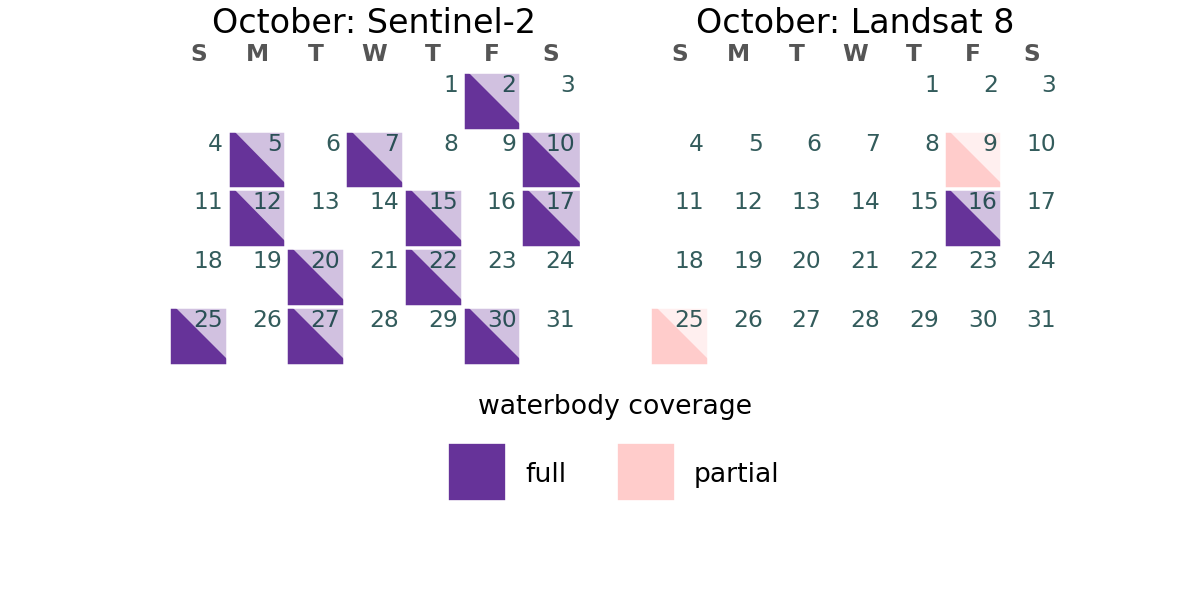 October: Sentinel-2
S M T W T F S
1 2 3
4 5 6 7 8 9 10
11 12 13 14 15 16 17
18 19 20 21 22 23 24
25 26 27 28 29 30 31
October: Landsat 8
S M T W T F S
1 2 3
4 5 6 7 8 9 10
11 12 13 14 15 16 17
18 19 20 21 22 23 24
25 26 27 28 29 30 31
waterbody coverage
full
partial